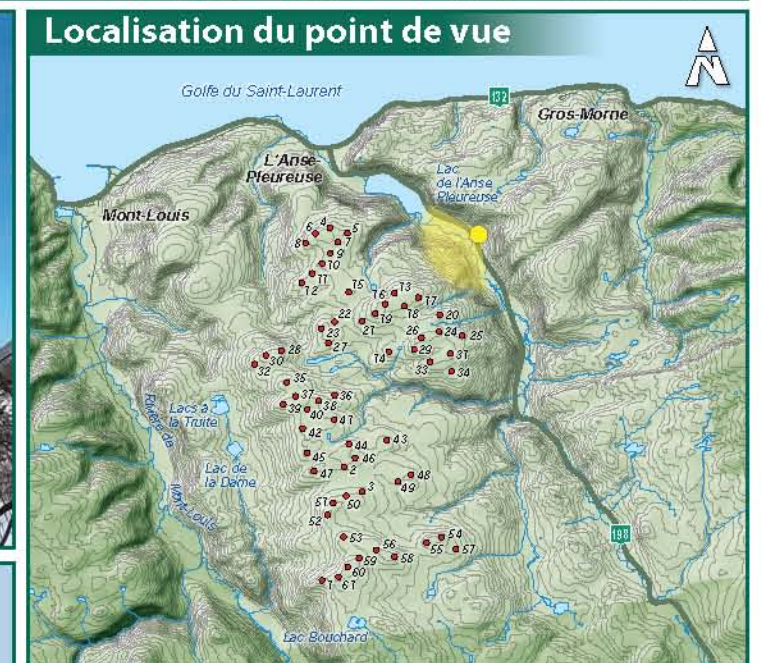 Localisation du point de vue
N
Golfe du Saint-Laurent
132
Gros-Morne
L'Anse-
Pleureuse
Lac
de l'Anse
Pleureuse
Mont-Louis
6 4 5
8 7
9
10
11
12
15 13
16 17
18
19 20
22 21
23 26 24 25
27
28 14 29 31
30 33
32 34
35
37 36
38
39 40
41
Lacs à
la Truite
Rivière de
Mont-Louis
42
43
44
45 46
47 2
Lac de
la Dame
48
49
3
51 50
52
53 54
56 55 57
59 58
60
1 61
198
Lac Bouchard